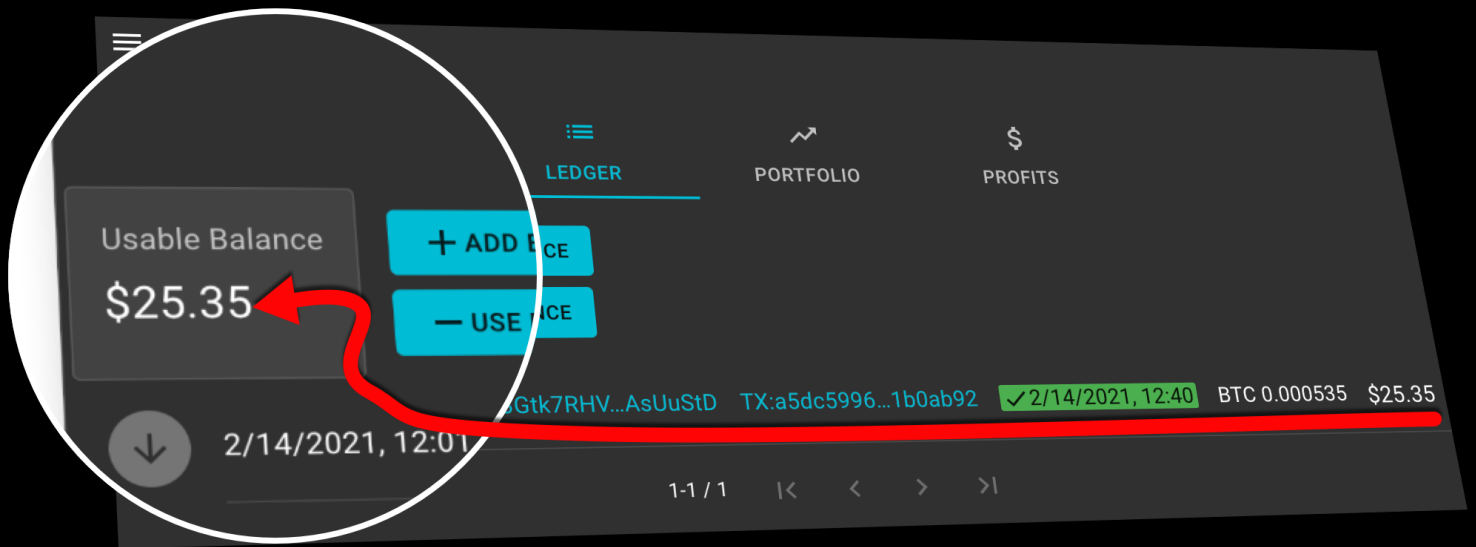 LEDGER
PORTFOLIO
PROFITS
Usable Balance
$25.35
+ ADD CE
− USE NCE
Gtk7RHV...AsUuStD TX:a5dc5996...1b0ab92 ✓2/14/2021, 12:40 BTC 0.000535 $25.35
2/14/2021, 12:01
1-1 / 1